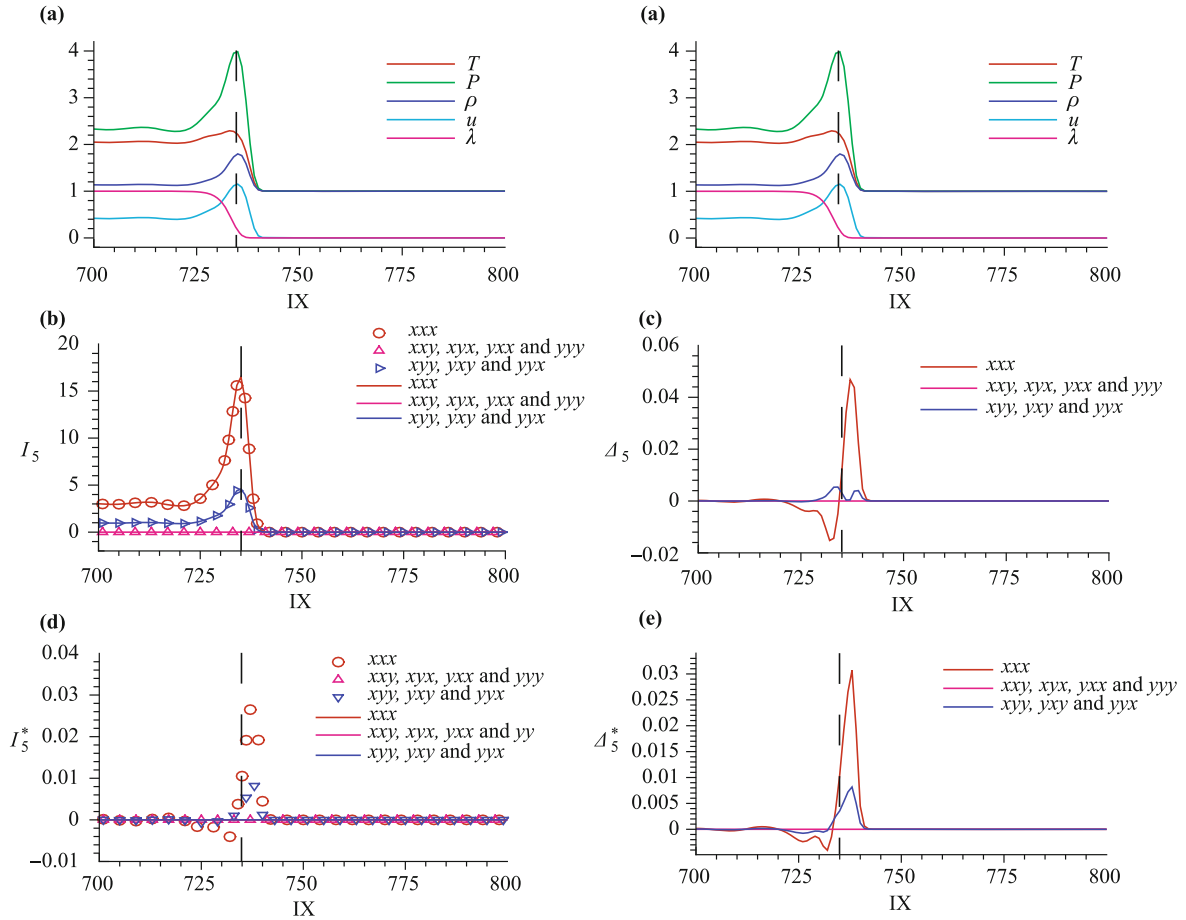 (a)
4
3
2
1
0
700
725
750
775
800
IX
T
P
ρ
u
λ
(a)
4
3
2
1
0
700
725
750
775
800
IX
T
P
ρ
u
λ
(b)
20
15
10
5
0
I5
700
725
750
775
800
IX
xxx
xxy, xyx, yxx and yyy
xyy, yxy and yyx
xxx
xxy, xyx, yxx and yyy
xyy, yxy and yyx
(c)
0.06
0.04
0.02
0
−0.02
Δ5
700
725
750
775
800
IX
xxx
xxy, xyx, yxx and yyy
xyy, yxy and yyx
(d)
0.04
0.03
0.02
0.01
0
−0.01
I5*
700
725
750
775
800
IX
xxx
xxy, xyx, yxx and yyy
xyy, yxy and yyx
xxx
xxy, xyx, yxx and yy
xyy, yxy and yyx
(e)
0.03
0.025
0.02
0.015
0.01
0.005
0
Δ5*
700
725
750
775
800
IX
xxx
xxy, xyx, yxx and yyy
xyy, yxy and yyx